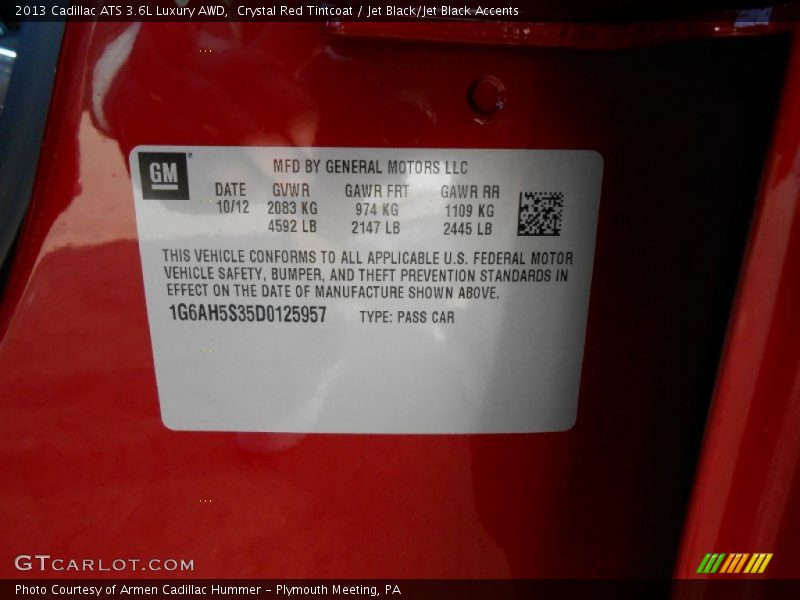 2013 Cadillac ATS 3.6L Luxury AWD,  Crystal Red Tintcoat / Jet Black/Jet Black Accents
GM
MFD BY GENERAL MOTORS LLC
DATE GVWR GAWR FRT GAWR RR
10/12 2083 KG 974 KG 1109 KG
4592 LB 2147 LB 2445 LB
THIS VEHICLE CONFORMS TO ALL APPLICABLE U.S. FEDERAL MOTOR
VEHICLE SAFETY, BUMPER, AND THEFT PREVENTION STANDARDS IN
EFFECT ON THE DATE OF MANUFACTURE SHOWN ABOVE.
1G6AH5S35D0125957 TYPE: PASS CAR
GTCARLOT.COM
Photo Courtesy of Armen Cadillac Hummer - Plymouth Meeting, PA